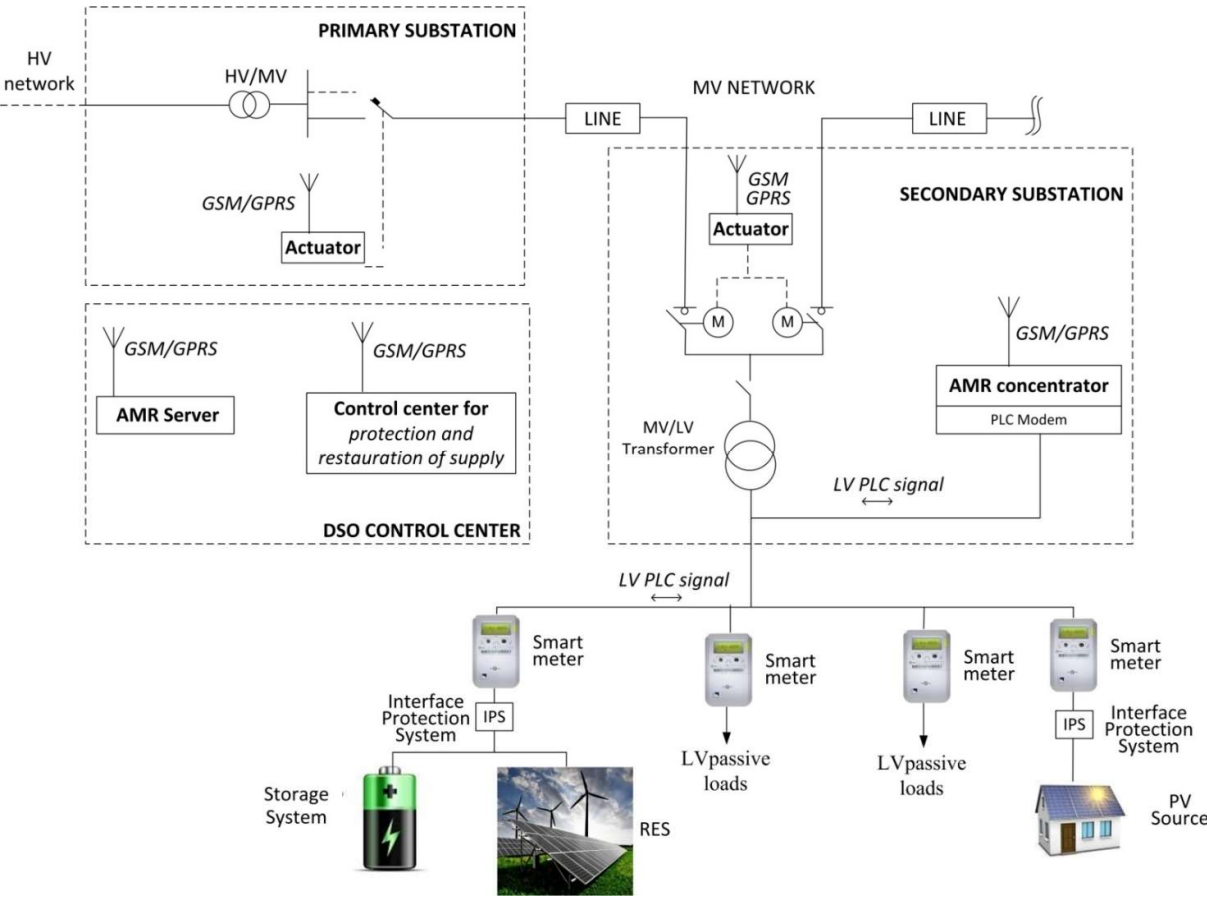 PRIMARY SUBSTATION
HV
network
HV/MV
GSM/GPRS
Actuator
MV NETWORK
LINE
LINE
SECONDARY SUBSTATION
GSM
GPRS
Actuator
M
M
GSM/GPRS
AMR concentrator
PLC Modem
MV/LV
Transformer
LV PLC signal
GSM/GPRS
AMR Server
GSM/GPRS
Control center for
protection and
restauration of supply
DSO CONTROL CENTER
LV PLC signal
Smart
meter
Smart
meter
Smart
meter
Smart
meter
Interface
Protection
System
IPS
LVpassive
loads
LVpassive
loads
IPS
Interface
Protection
System
Storage
System
RES
PV
Source